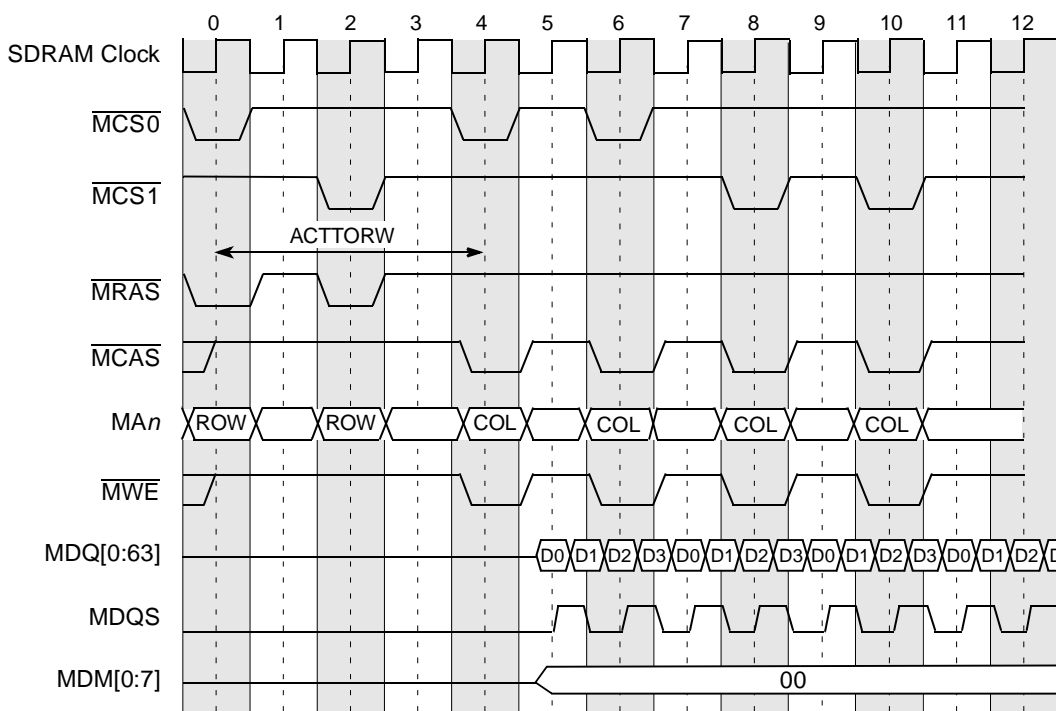 0 1 2 3 4 5 6 7 8 9 10 11 12
SDRAM Clock
MCS0
MCS1
ACTTORW
MRAS
MCAS
MAn ROW ROW COL COL COL COL
MWE
MDQ[0:63] D0 D1 D2 D3 D0 D1 D2 D3 D0 D1 D2 D3 D0 D1 D2
MDQS
MDM[0:7] 00